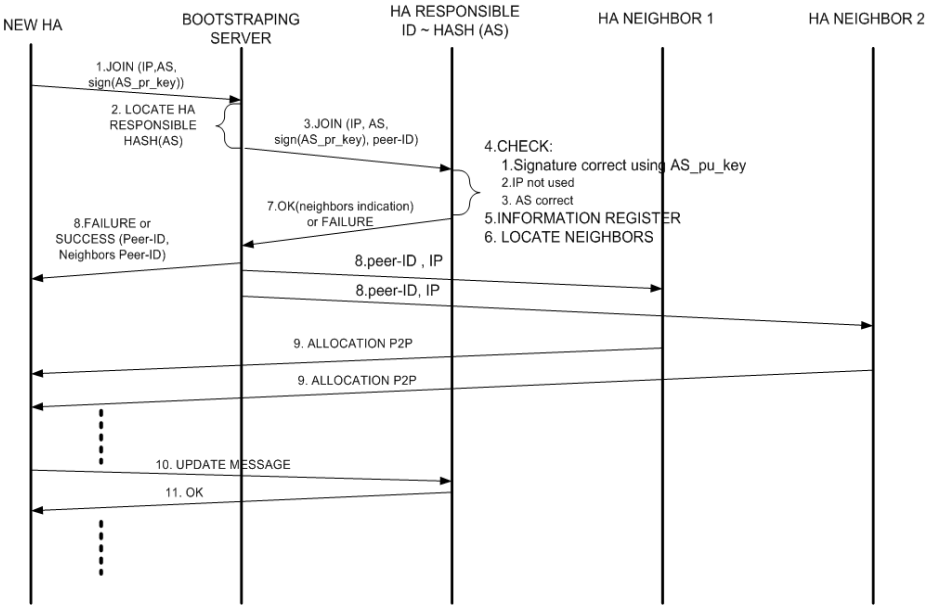 NEW HA
BOOTSTRAPING
SERVER
HA RESPONSIBLE
ID ~ HASH (AS)
HA NEIGHBOR 1
HA NEIGHBOR 2
1.JOIN (IP,AS,
sign(AS_pr_key))
2. LOCATE HA
RESPONSIBLE
HASH(AS)
3.JOIN (IP, AS,
sign(AS_pr_key), peer-ID)
4.CHECK:
1.Signature correct using AS_pu_key
2.IP not used
3. AS correct
5.INFORMATION REGISTER
6. LOCATE NEIGHBORS
7.OK(neighbors indication)
or FAILURE
8.FAILURE or
SUCCESS (Peer-ID,
Neighbors Peer-ID)
8.peer-ID , IP
8.peer-ID, IP
9. ALLOCATION P2P
9. ALLOCATION P2P
10. UPDATE MESSAGE
11. OK